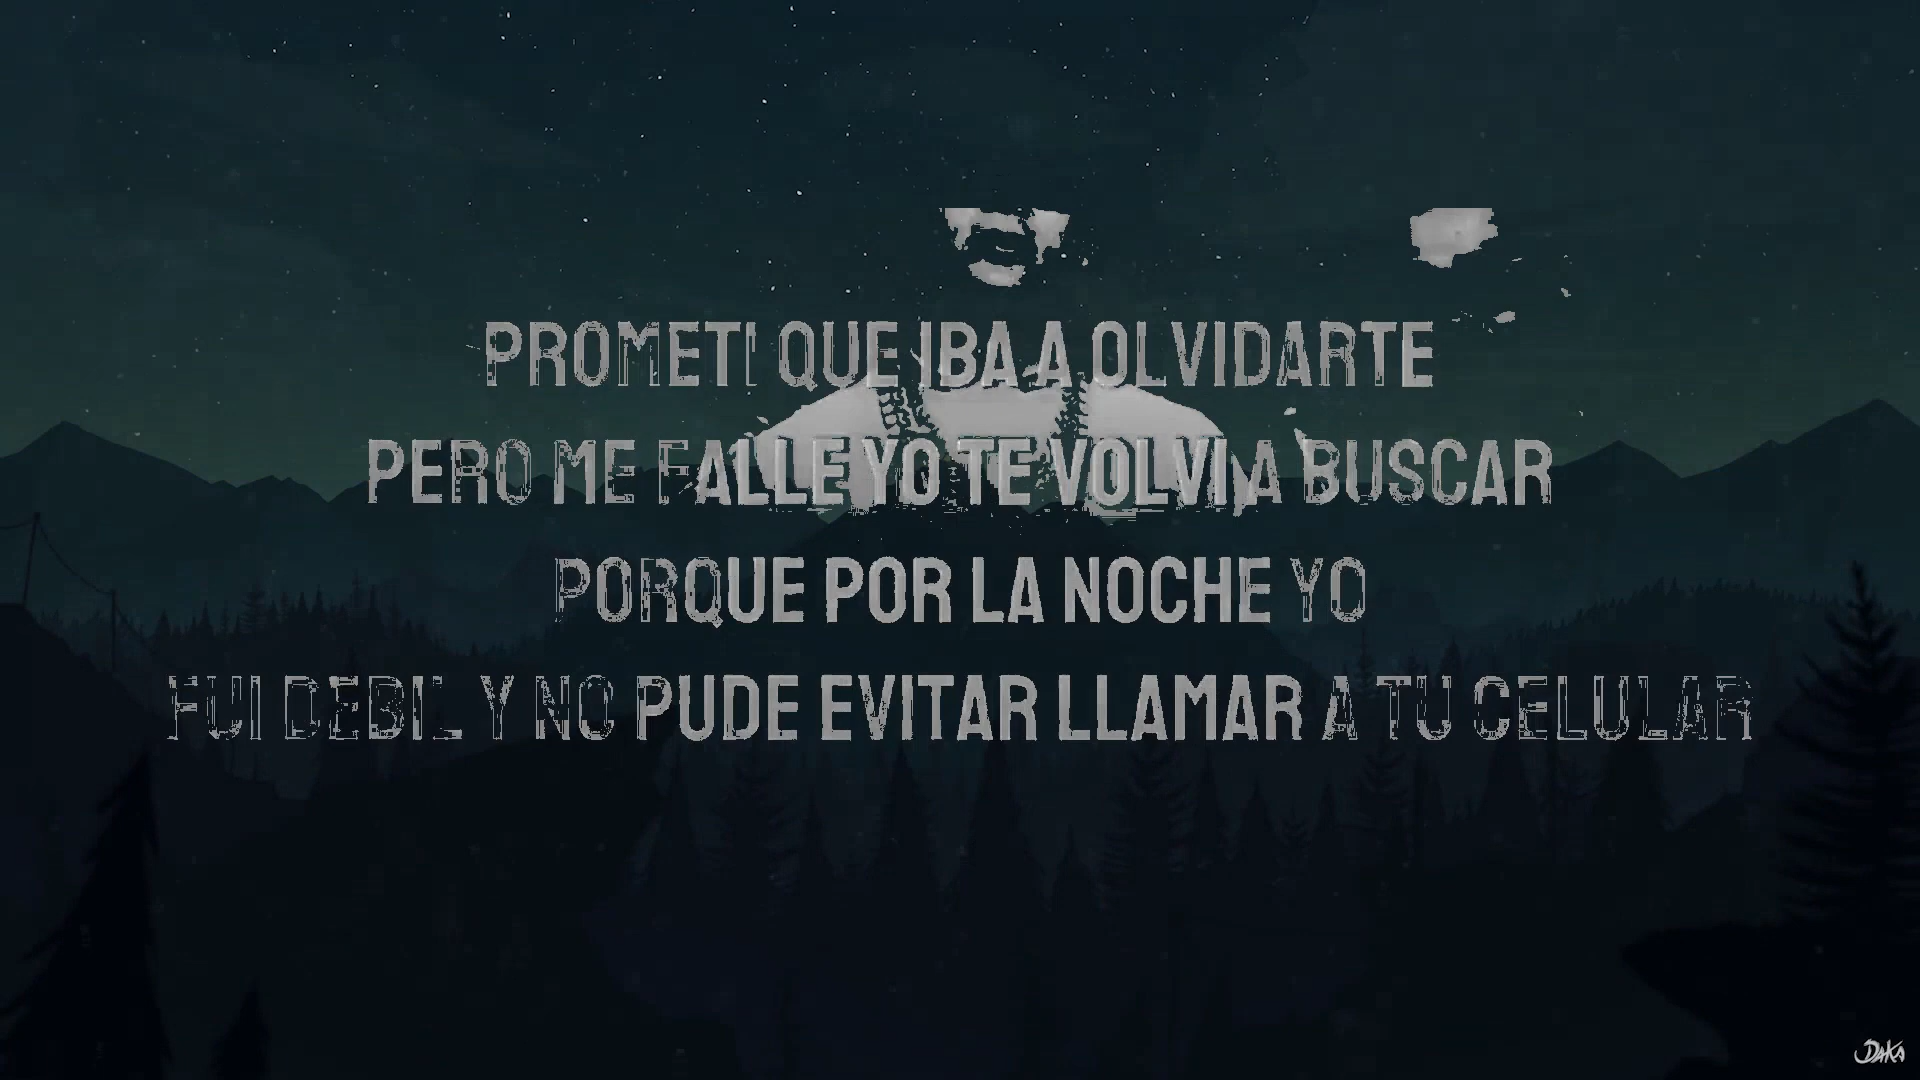 PROMETI QUE IBA A OLVIDARTE
PERO ME FALLE YO TE VOLVI A BUSCAR
PORQUE POR LA NOCHE YO
FUI DEBIL Y NO PUDE EVITAR LLAMAR A TU CELULAR
DAKA